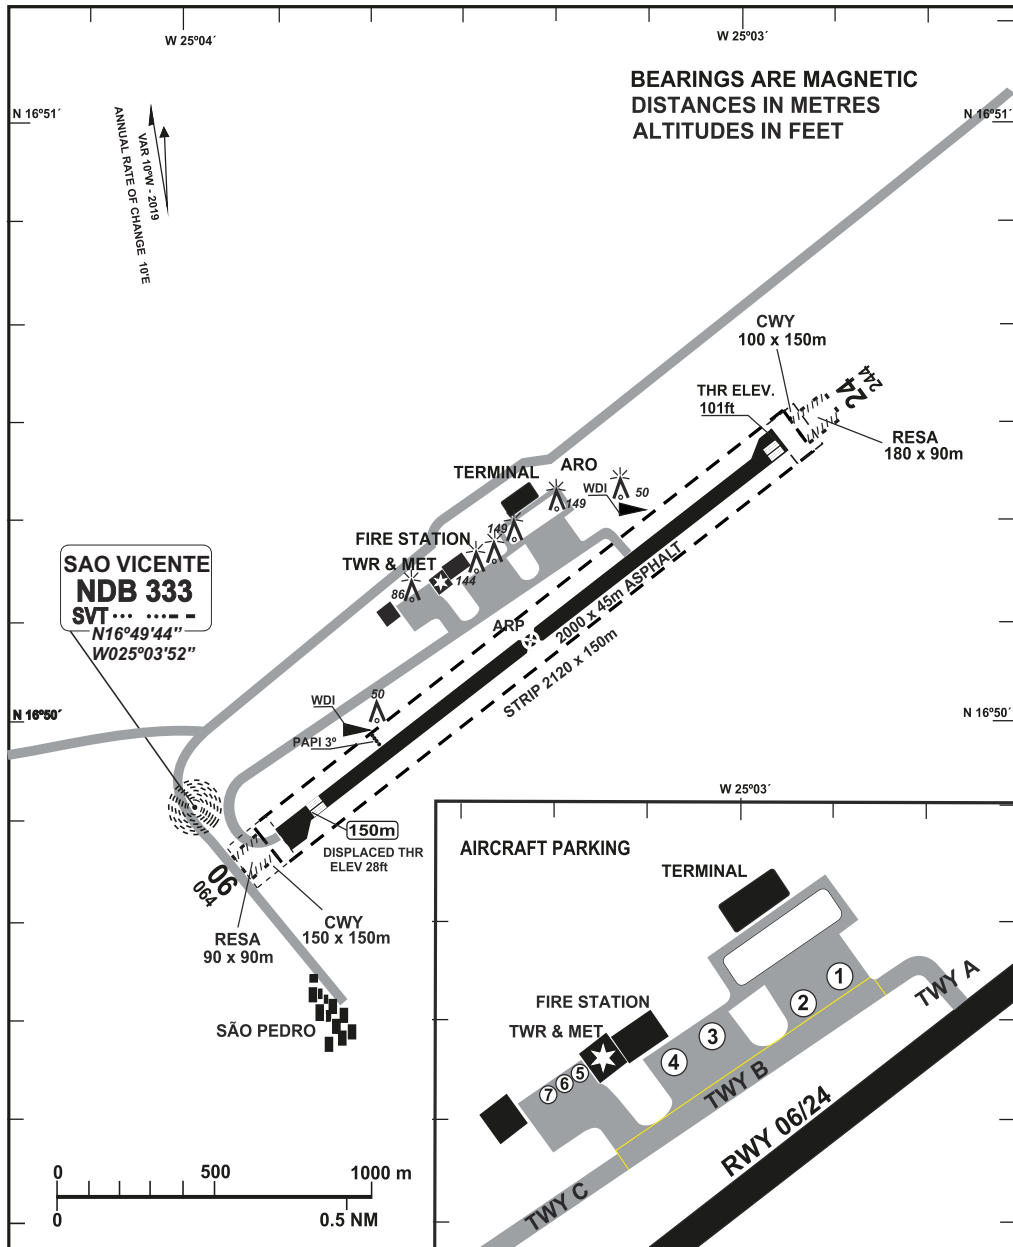 W 25º04´
W 25º03´
BEARINGS ARE MAGNETIC
DISTANCES IN METRES
ALTITUDES IN FEET
N 16º51´
N 16º51´
VAR 10ºW - 2019
ANNUAL RATE OF CHANGE 10'E
CWY
100 x 150m
THR ELEV.
101ft
24
244
RESA
180 x 90m
TERMINAL
ARO
WDI
50
149
149
FIRE STATION
TWR & MET
144
86
SAO VICENTE
NDB 333
SVT
N16º49'44"
W025º03'52"
ARP
2000 x 45m ASPHALT
STRIP 2120 x 150m
WDI
50
PAPI 3º
N 16º50´
N 16º50´
150m
DISPLACED THR
ELEV 28ft
06
064
CWY
150 x 150m
RESA
90 x 90m
SÃO PEDRO
0
500
1000 m
0
0.5 NM
W 25º03´
AIRCRAFT PARKING
TERMINAL
FIRE STATION
TWR & MET
1
2
3
4
5
6
7
TWY A
TWY B
TWY C
RWY 06/24